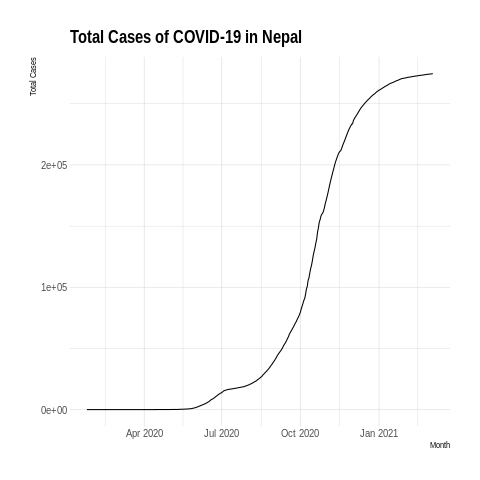 Total Cases of COVID-19 in Nepal
Total Cases
2e+05
1e+05
0e+00
Apr 2020 Jul 2020 Oct 2020 Jan 2021
Month